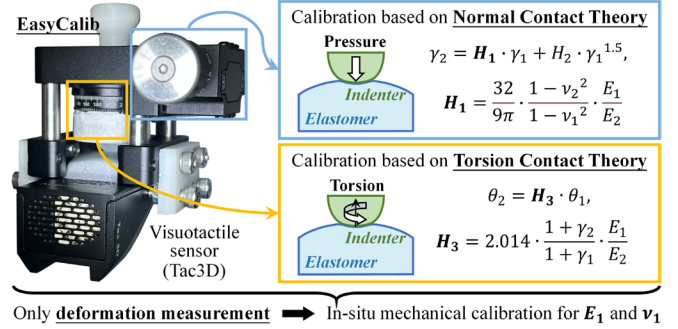 EasyCalib
Calibration based on Normal Contact Theory
Pressure
Indenter
Elastomer
γ₂ = H₁ · γ₁ + H₂ · γ₁^1.5,
H₁ = 32/9π · (1 − ν₂²)/(1 − ν₁²) · E₁/E₂
Calibration based on Torsion Contact Theory
Torsion
Indenter
Elastomer
θ₂ = H₃ · θ₁,
H₃ = 2.014 · (1 + γ₂)/(1 + γ₁) · E₁/E₂
Visuotactile
sensor
(Tac3D)
Only deformation measurement ➡ In-situ mechanical calibration for E₁ and ν₁